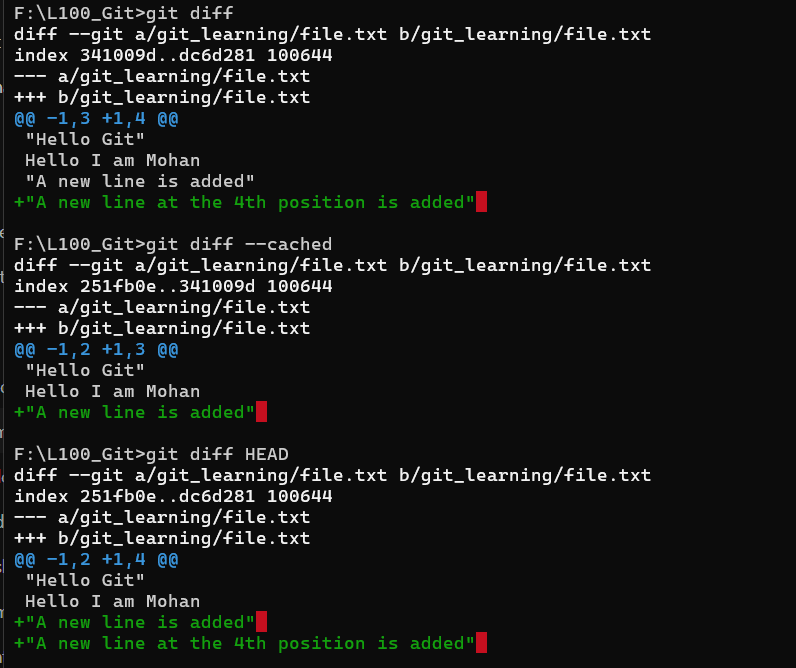 F:\L100_Git>git diff
diff --git a/git_learning/file.txt b/git_learning/file.txt
index 341009d..dc6d281 100644
--- a/git_learning/file.txt
+++ b/git_learning/file.txt
@@ -1,3 +1,4 @@
 "Hello Git"
 Hello I am Mohan
 "A new line is added"
+"A new line at the 4th position is added"
F:\L100_Git>git diff --cached
diff --git a/git_learning/file.txt b/git_learning/file.txt
index 251fb0e..341009d 100644
--- a/git_learning/file.txt
+++ b/git_learning/file.txt
@@ -1,2 +1,3 @@
 "Hello Git"
 Hello I am Mohan
+"A new line is added"
F:\L100_Git>git diff HEAD
diff --git a/git_learning/file.txt b/git_learning/file.txt
index 251fb0e..dc6d281 100644
--- a/git_learning/file.txt
+++ b/git_learning/file.txt
@@ -1,2 +1,4 @@
 "Hello Git"
 Hello I am Mohan
+"A new line is added"
+"A new line at the 4th position is added"